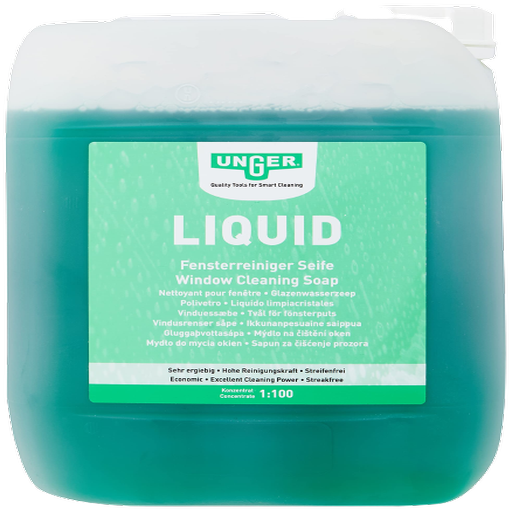 UNGER
Quality Tools for Smart Cleaning
LIQUID
Fensterreiniger Seife
Window Cleaning Soap
Nettoyant pour fenêtre • Glazenwasserzeep
Polivetro • Liquido limpiacristales
Vinduessæbe • Tvål för fönsterputs
Vindusrenser såpe • Ikkunanpesuaine saippua
Gluggaþvottasápa • Mýdlo na čištění oken
Mydło do mycia okien • Sapun za čišćenje prozora
Sehr ergiebig • Hohe Reinigungskraft • Streifenfrei
Economic • Excellent Cleaning Power • Streakfree
Konzentrat
Concentrate 1:100